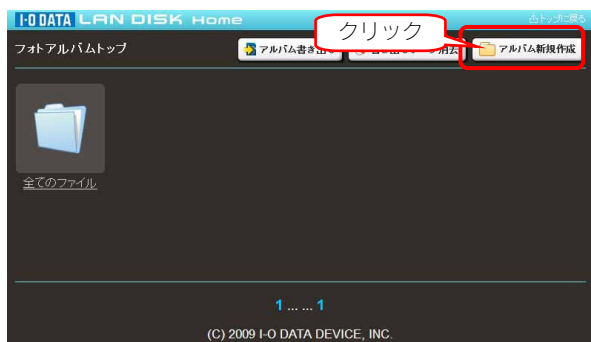 I-O DATA LAN DISK Home
トップに戻る
クリック
フォトアルバムトップ
アルバム書き出
アルバム新規作成
全てのファイル
1 ... ... 1
(C) 2009 I-O DATA DEVICE, INC.